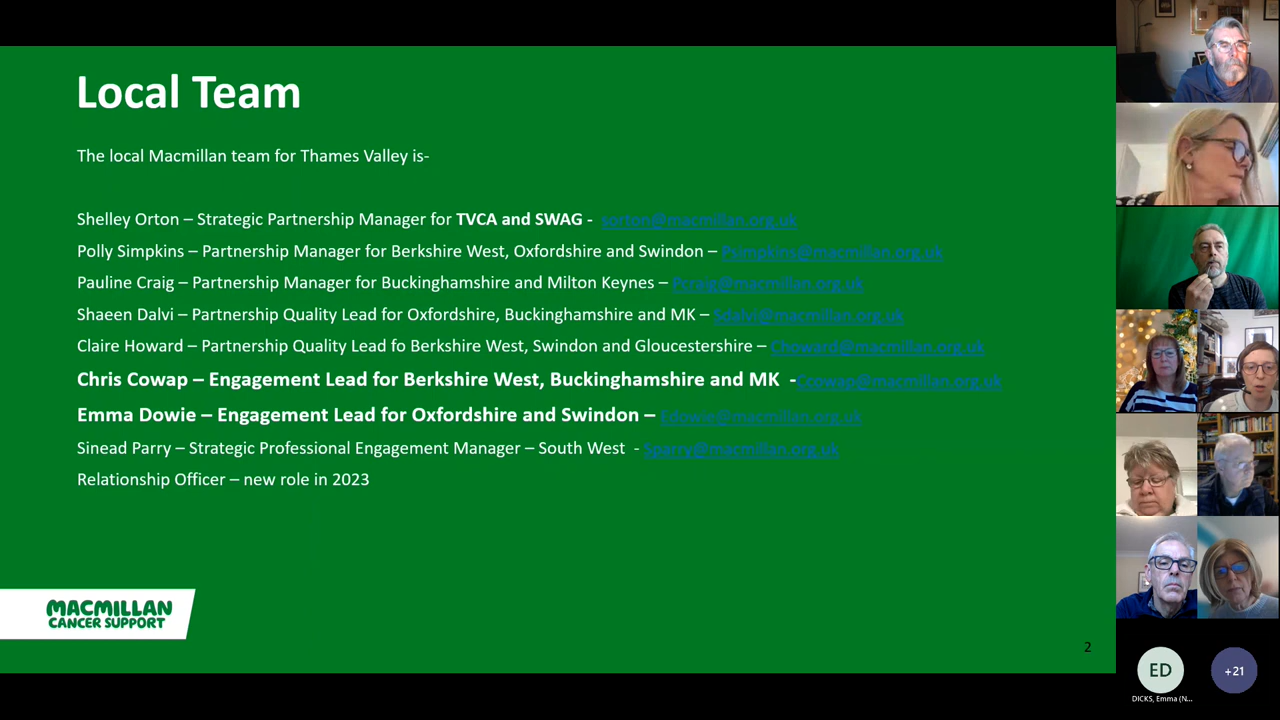 Local Team
The local Macmillan team for Thames Valley is-
Shelley Orton – Strategic Partnership Manager for TVCA and SWAG - sorton@macmillan.org.uk
Polly Simpkins – Partnership Manager for Berkshire West, Oxfordshire and Swindon – Psimpkins@macmillan.org.uk
Pauline Craig – Partnership Manager for Buckinghamshire and Milton Keynes – Pcraig@macmillan.org.uk
Shaeen Dalvi – Partnership Quality Lead for Oxfordshire, Buckinghamshire and MK – Sdalvi@macmillan.org.uk
Claire Howard – Partnership Quality Lead fo Berkshire West, Swindon and Gloucestershire – Choward@macmillan.org.uk
Chris Cowap – Engagement Lead for Berkshire West, Buckinghamshire and MK -Ccowap@macmillan.org.uk
Emma Dowie – Engagement Lead for Oxfordshire and Swindon – Edowie@macmillan.org.uk
Sinead Parry – Strategic Professional Engagement Manager – South West - Sparry@macmillan.org.uk
Relationship Officer – new role in 2023
MACMILLAN
CANCER SUPPORT
2
ED
+21
DICKS, Emma (N...